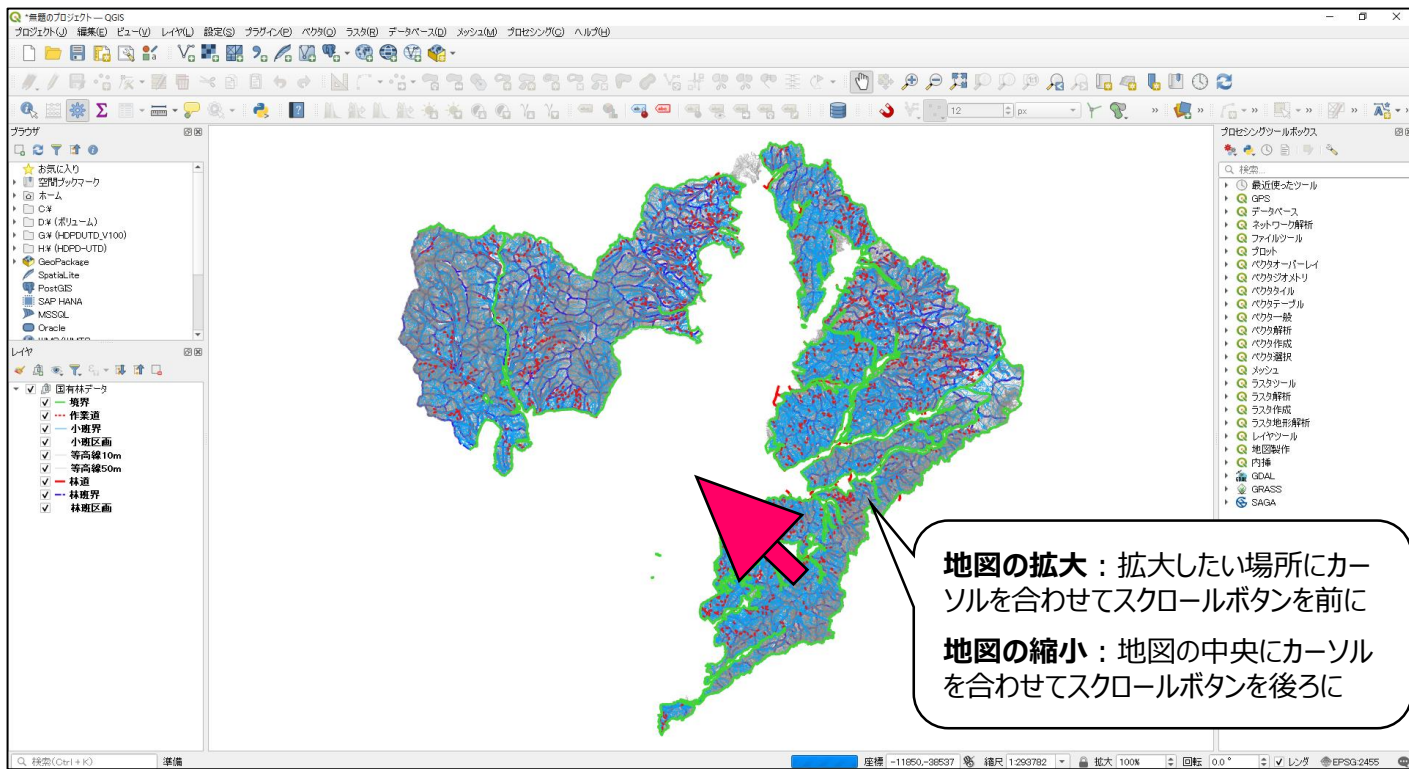 *無題のプロジェクト — QGIS
プロジェクト(J) 編集(E) ビュー(V) レイヤ(L) 設定(S) プラグイン(P) ベクタ(O) ラスタ(R) データベース(D) メッシュ(M) プロセシング(C) ヘルプ(H)
12 px
ブラウザ
お気に入り
空間ブックマーク
ホーム
C:¥
D:¥ (ボリューム)
G:¥ (HDPDUTD_V100)
H:¥ (HDPD-UTD)
GeoPackage
SpatiaLite
PostGIS
SAP HANA
MSSQL
Oracle
レイヤ
国有林データ
境界
作業道
小班界
小班区画
等高線10m
等高線50m
林道
林班界
林班区画
プロセシングツールボックス
検索...
最近使ったツール
GPS
データベース
ネットワーク解析
ファイルツール
プロット
ベクタオーバーレイ
ベクタジオメトリ
ベクタタイル
ベクタテーブル
ベクタ一般
ベクタ解析
ベクタ作成
ベクタ選択
メッシュ
ラスタツール
ラスタ解析
ラスタ作成
ラスタ地形解析
レイヤツール
地図製作
内挿
GDAL
GRASS
SAGA
地図の拡大：拡大したい場所にカー
ソルを合わせてスクロールボタンを前に
地図の縮小：地図の中央にカーソル
を合わせてスクロールボタンを後ろに
検索(Ctrl+K) 準備 座標 -11850,-38537 縮尺 1:293782 拡大 100% 回転 0.0 ° レンダ EPSG:2455